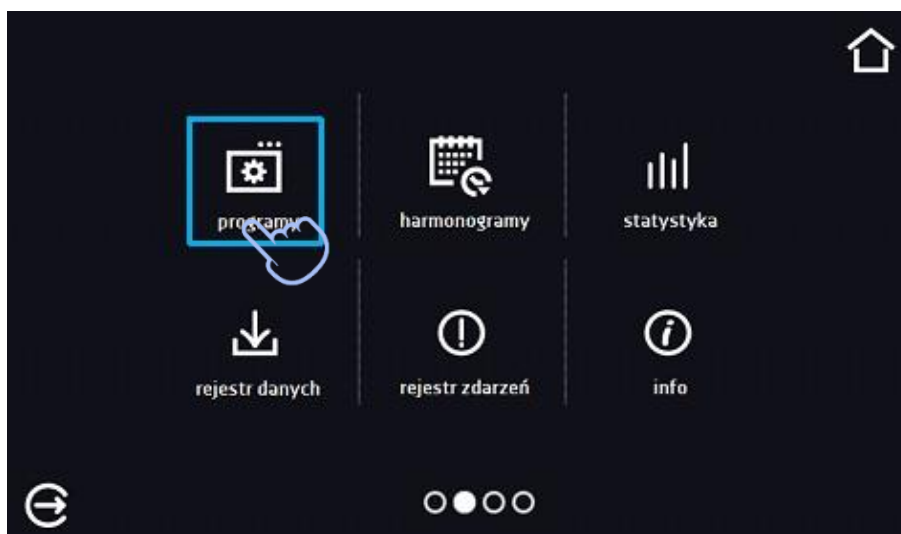 programy
harmonogramy
statystyka
rejestr danych
rejestr zdarzeń
info